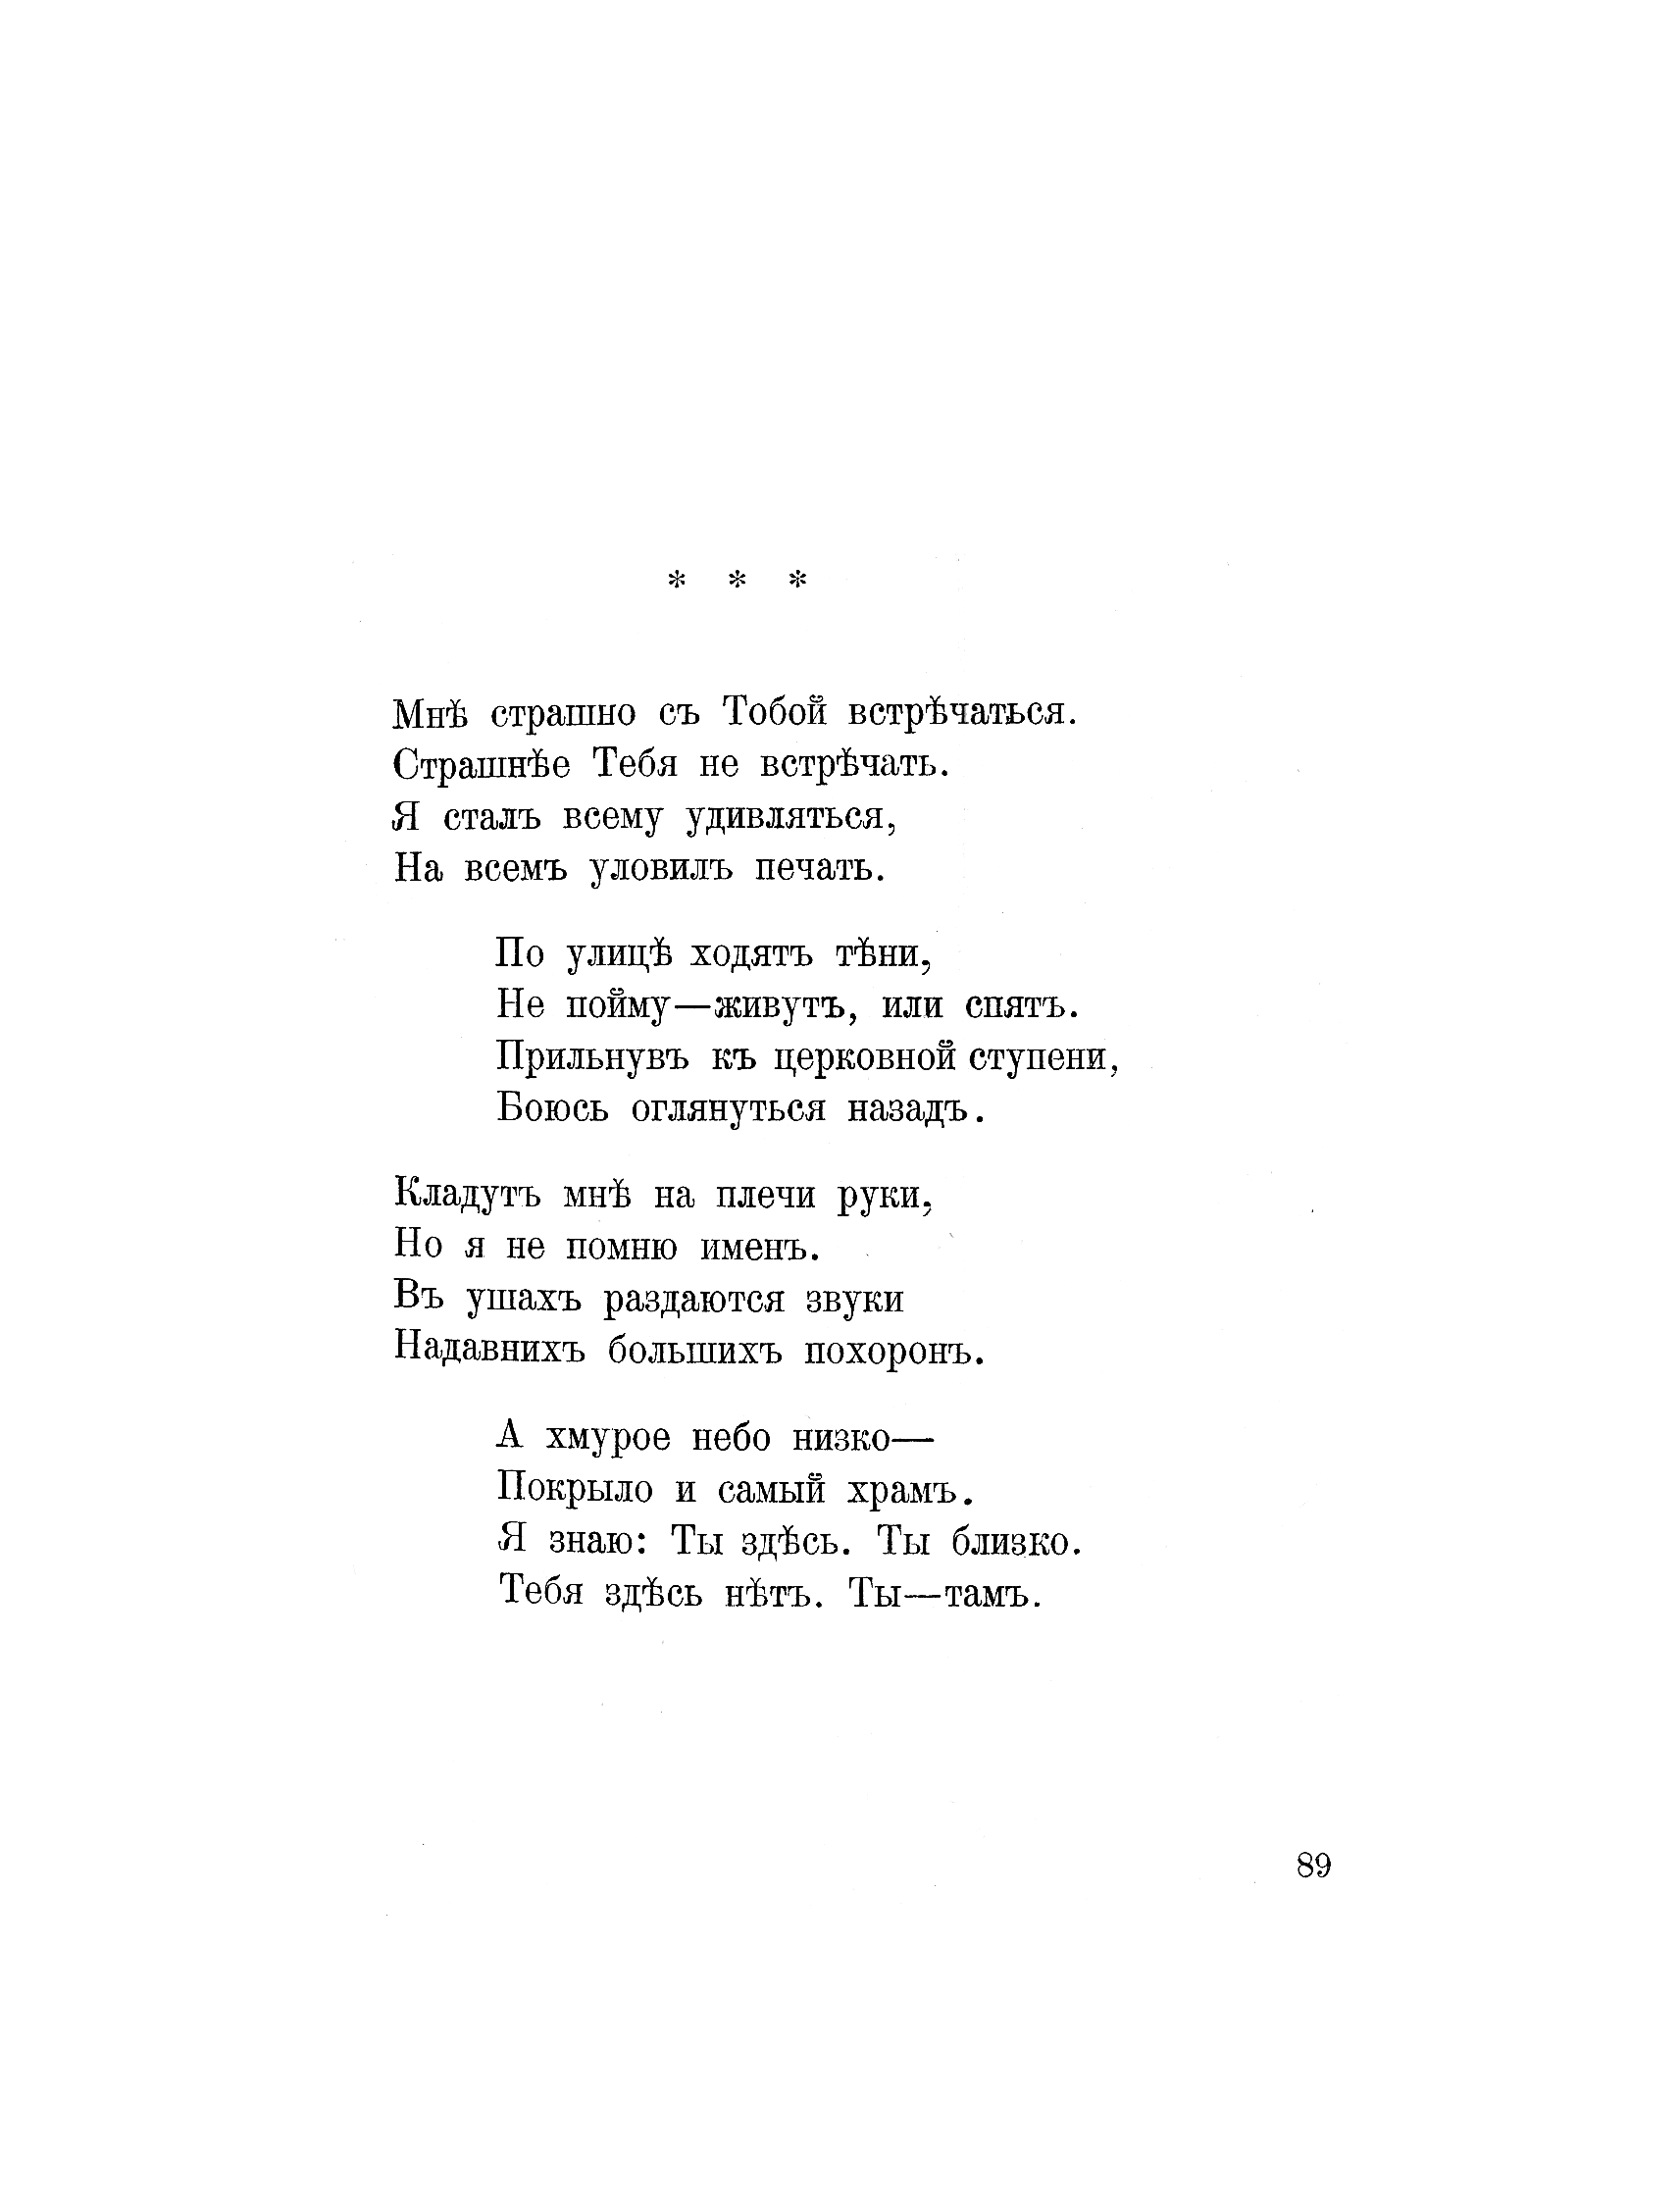 * * *
Мнѣ страшно съ Тобой встрѣчаться.
Страшнѣе Тебя не встрѣчать.
Я сталъ всему удивляться,
На всемъ уловилъ печать.
По улицѣ ходятъ тѣни,
Не пойму—живутъ, или спятъ.
Прильнувъ къ церковной ступени,
Боюсь оглянуться назадъ.
Кладутъ мнѣ на плечи руки,
Но я не помню именъ.
Въ ушахъ раздаются звуки
Надавнихъ большихъ похоронъ.
А хмурое небо низко—
Покрыло и самый храмъ.
Я знаю: Ты здѣсь. Ты близко.
Тебя здѣсь нѣтъ. Ты—тамъ.
89